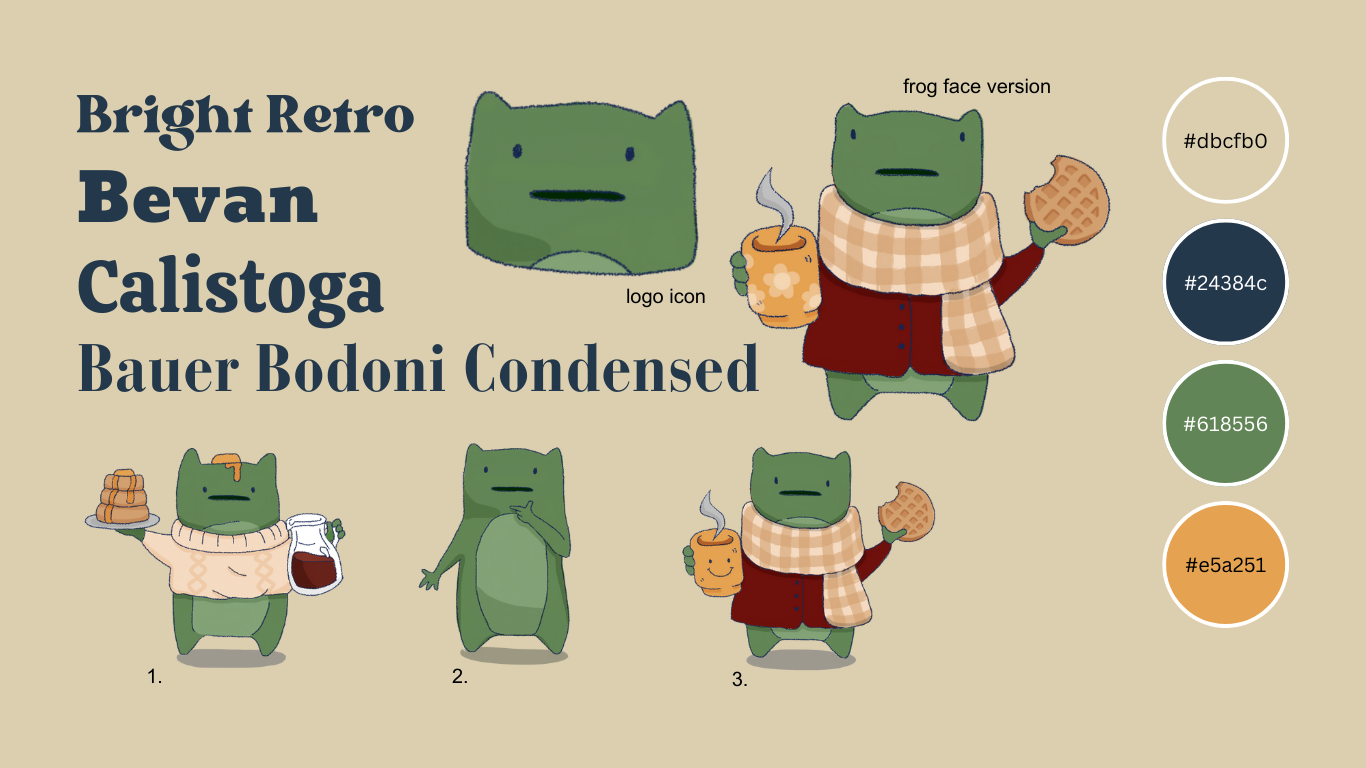 Bright Retro
Bevan
Calistoga
Bauer Bodoni Condensed
logo icon
frog face version
#dbcfb0
#24384c
#618556
#e5a251
1.
2.
3.